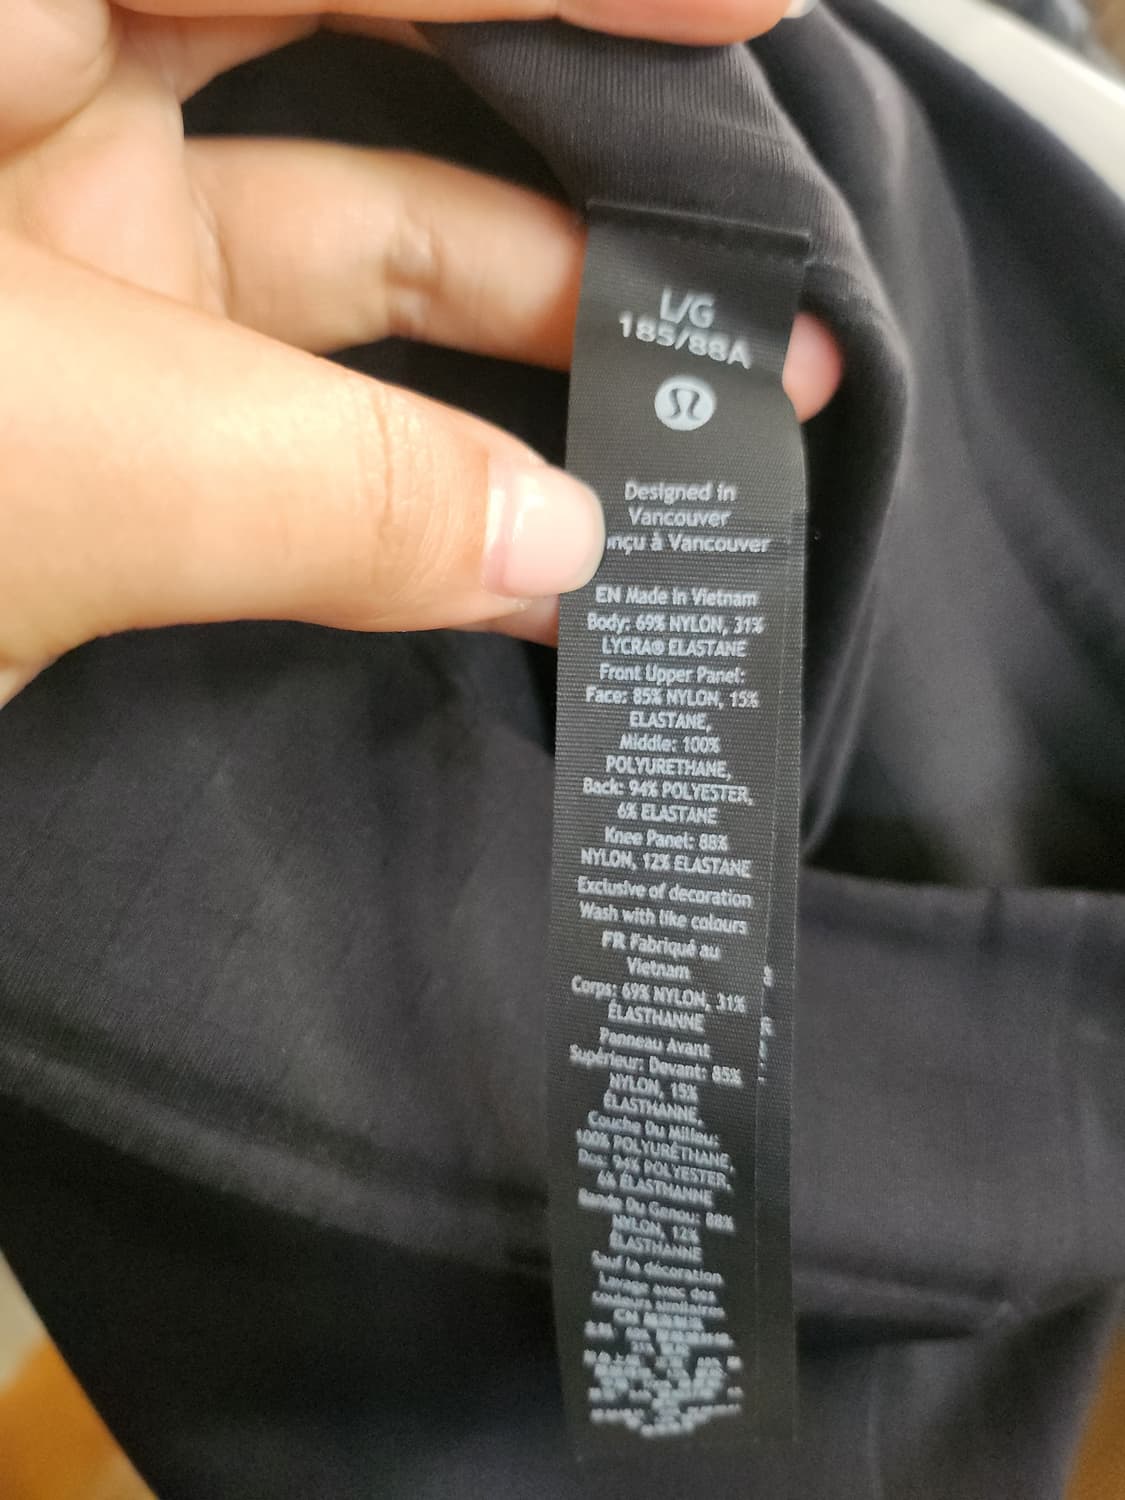 L/G
185/88A
Designed in
Vancouver
nçu à Vancouver
EN Made in Vietnam
Body: 69% NYLON, 31%
LYCRA® ELASTANE
Front Upper Panel:
Face: 85% NYLON, 15%
ELASTANE,
Middle: 100%
POLYURETHANE,
Back: 94% POLYESTER,
6% ELASTANE
Knee Panel: 88%
NYLON, 12% ELASTANE
Exclusive of decoration
Wash with like colours
FR Fabriqué au
Vietnam
Corps: 69% NYLON, 31%
ÉLASTHANNE
Panneau Avant
Supérieur: Devant: 85%
NYLON, 15%
ÉLASTHANNE,
Couche Du Milieu:
100% POLYURÉTHANE,
Dos: 94% POLYESTER,
6% ÉLASTHANNE
Bande Du Genou: 88%
NYLON, 12%
ÉLASTHANNE
Sauf la décoration
Lavage avec des
couleurs similaires